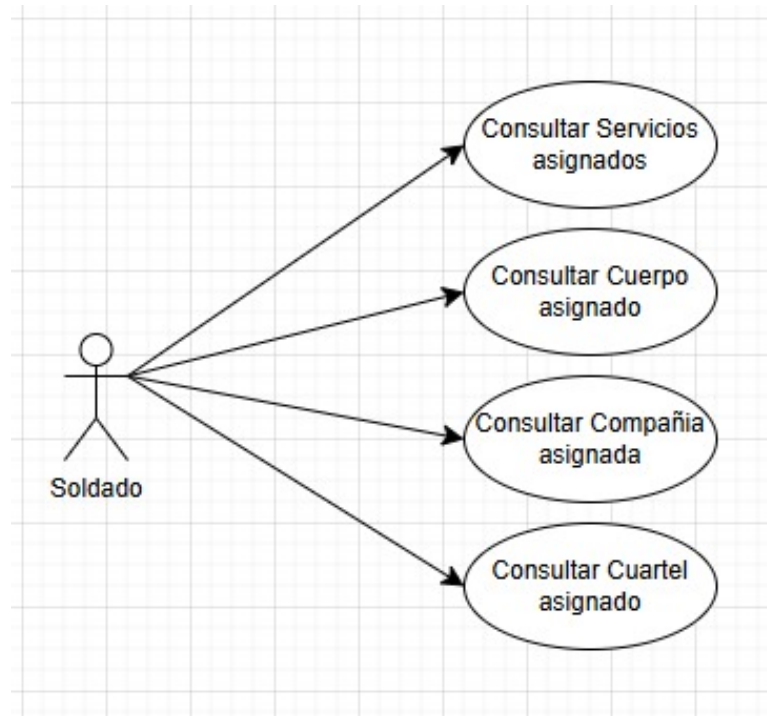 Consultar Servicios
asignados
Consultar Cuerpo
asignado
Consultar Compañia
asignada
Soldado
Consultar Cuartel
asignado